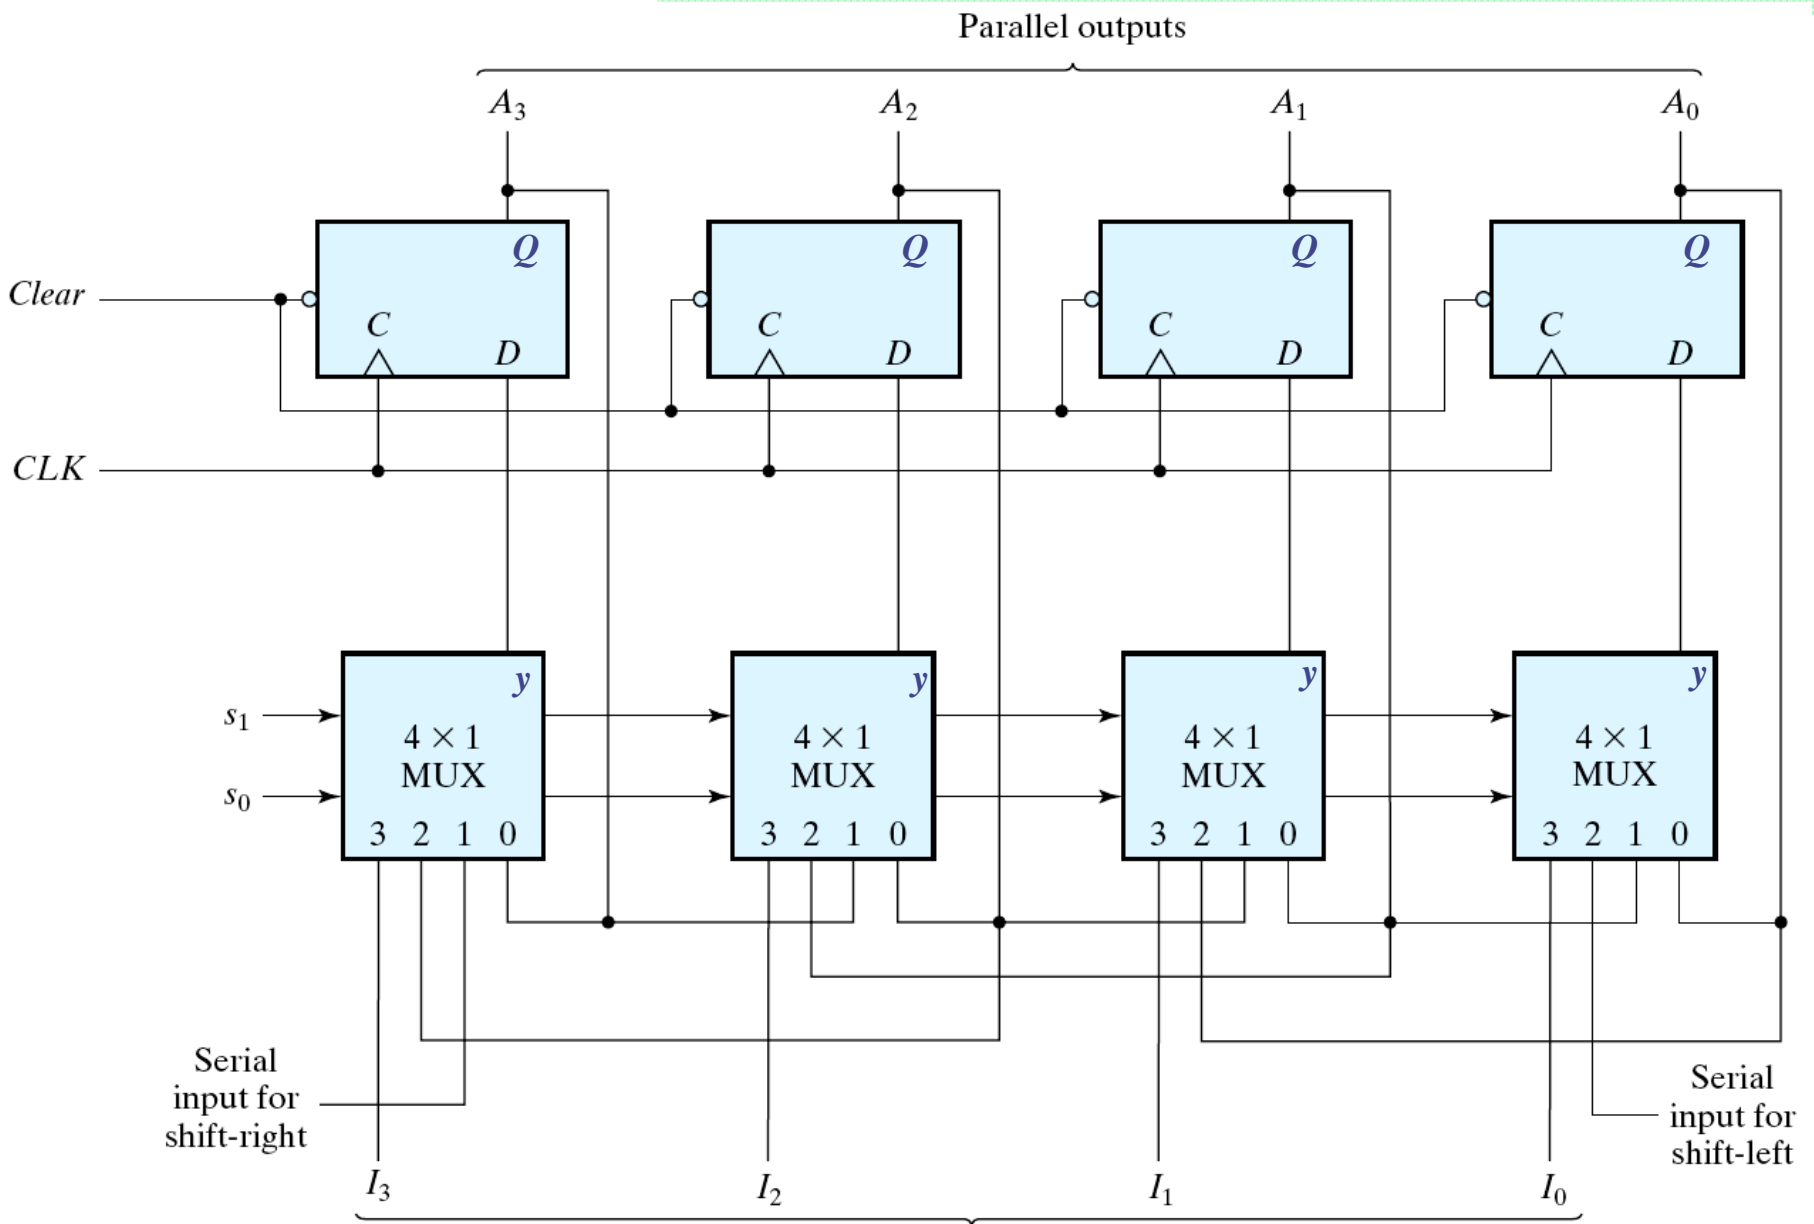 Parallel outputs
A3 A2 A1 A0
Q Q Q Q
Clear
C C C C
D D D D
CLK
y y y y
s1
4 × 1 4 × 1 4 × 1 4 × 1
MUX MUX MUX MUX
s0
3 2 1 0 3 2 1 0 3 2 1 0 3 2 1 0
Serial
input for
shift-right
Serial
input for
shift-left
I3 I2 I1 I0